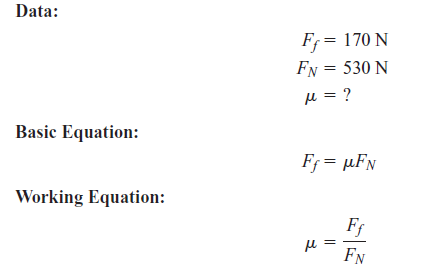 Data:
F_f = 170 N
F_N = 530 N
μ = ?
Basic Equation:
F_f = μF_N
Working Equation:
μ = F_f / F_N